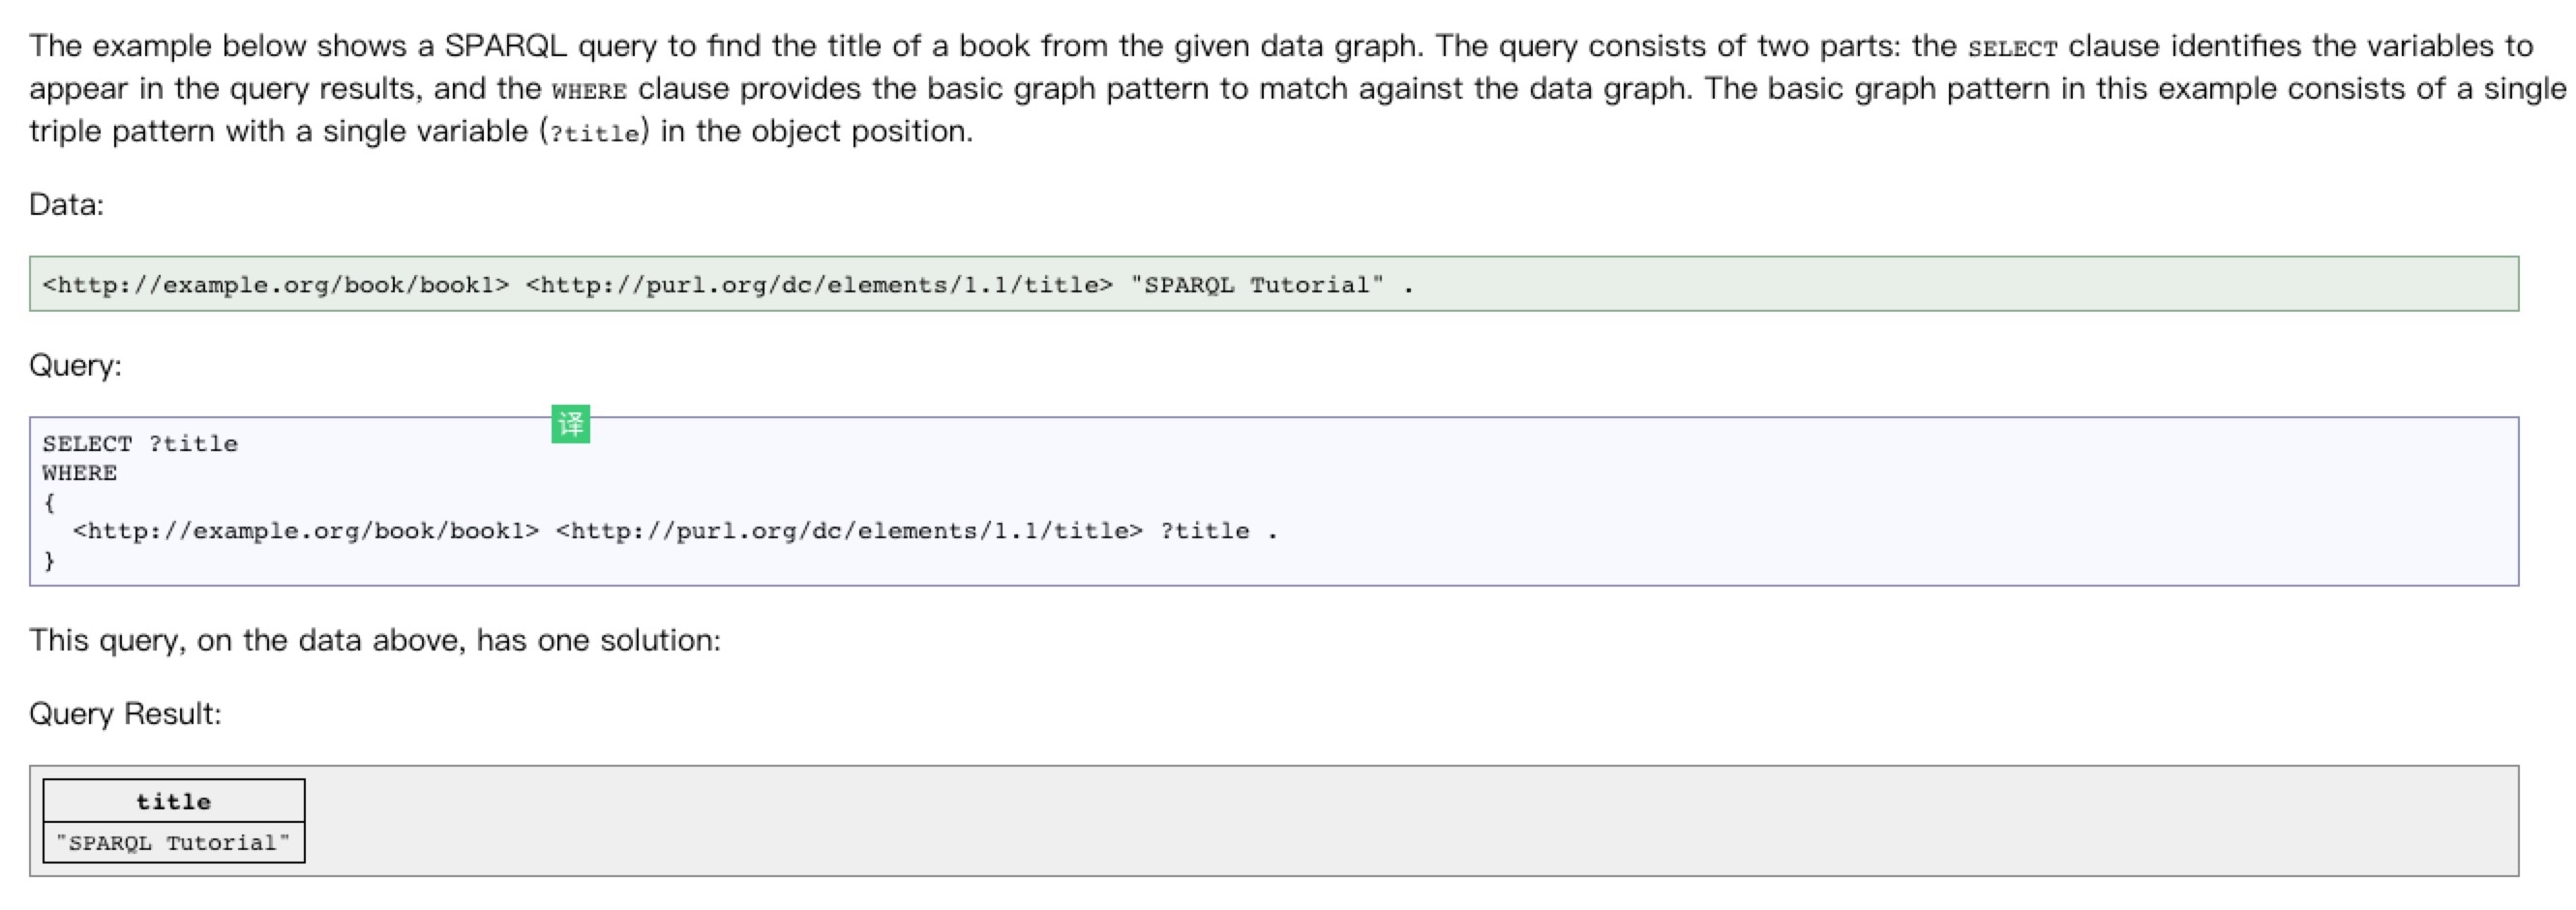 The example below shows a SPARQL query to find the title of a book from the given data graph. The query consists of two parts: the SELECT clause identifies the variables to
appear in the query results, and the WHERE clause provides the basic graph pattern to match against the data graph. The basic graph pattern in this example consists of a single
triple pattern with a single variable (?title) in the object position.
Data:
<http://example.org/book/book1> <http://purl.org/dc/elements/1.1/title> "SPARQL Tutorial" .
Query:
译
SELECT ?title
WHERE
{
  <http://example.org/book/book1> <http://purl.org/dc/elements/1.1/title> ?title .
}
This query, on the data above, has one solution:
Query Result:
title
"SPARQL Tutorial"